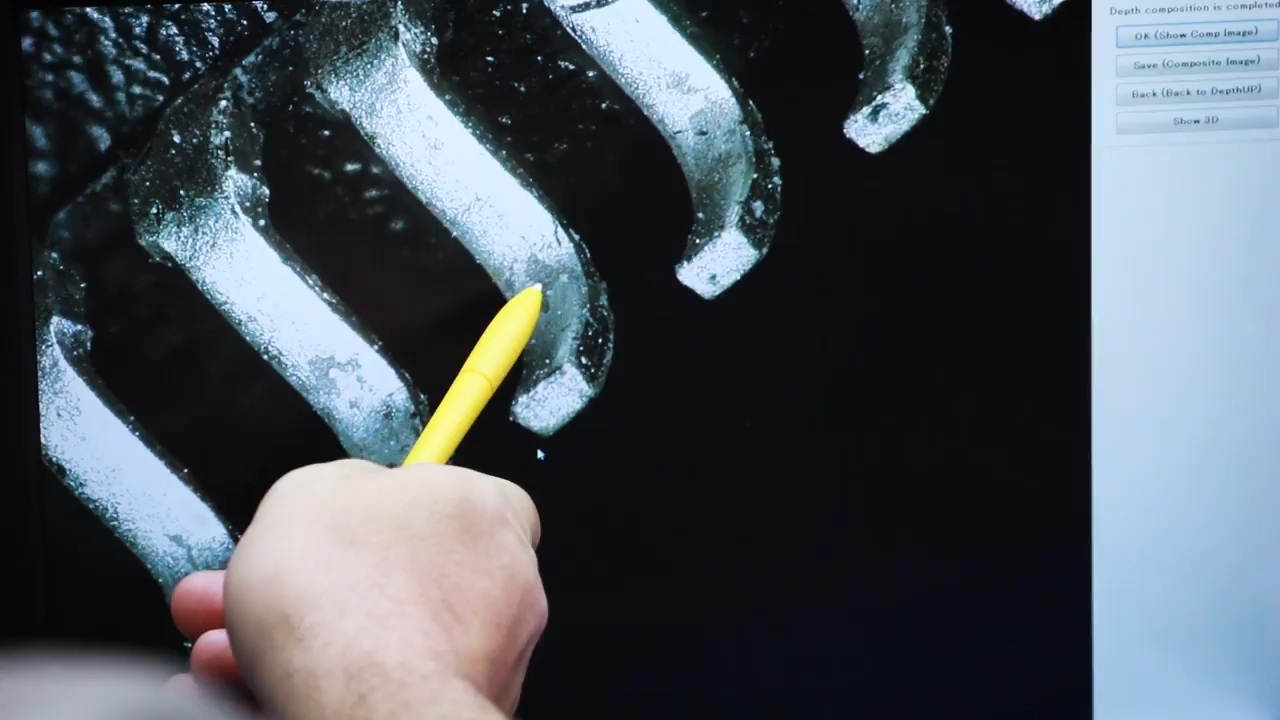 Depth composition is completed
OK (Show Comp Image)
Save (Composite Image)
Back (Back to DepthUP)
Show 3D